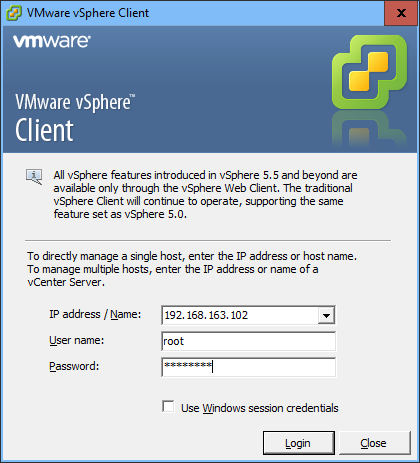 VMware vSphere Client
vmware®
VMware vSphere™
Client
All vSphere features introduced in vSphere 5.5 and beyond are
available only through the vSphere Web Client. The traditional
vSphere Client will continue to operate, supporting the same
feature set as vSphere 5.0.
To directly manage a single host, enter the IP address or host name.
To manage multiple hosts, enter the IP address or name of a
vCenter Server.
IP address / Name: 192.168.163.102
User name: root
Password: ********
Use Windows session credentials
Login Close